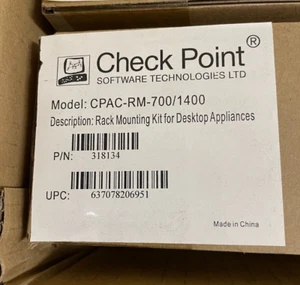 Check Point®
SOFTWARE TECHNOLOGIES LTD
Model: CPAC-RM-700/1400
Description: Rack Mounting Kit for Desktop Appliances
P/N: 318134
UPC: 637078206951
Made in China